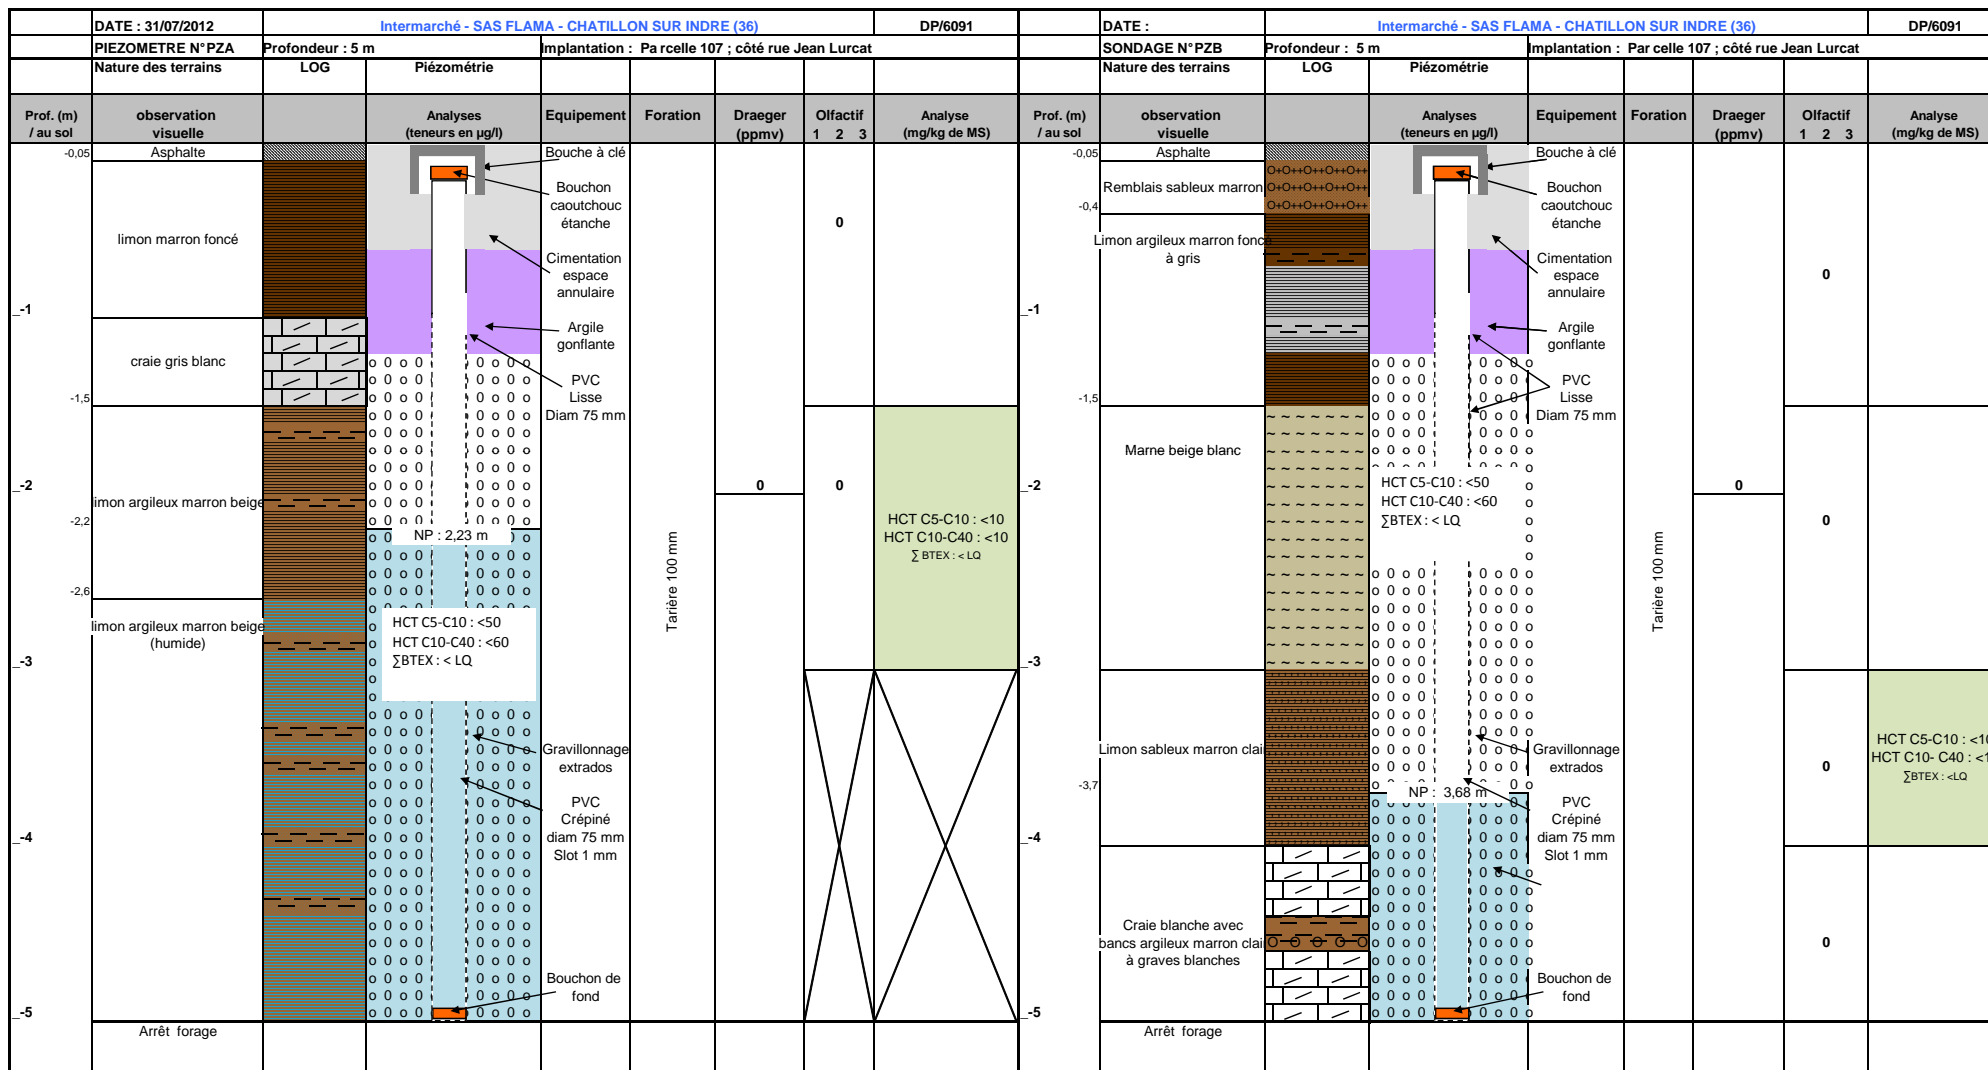 DATE : 31/07/2012
Intermarché - SAS FLAMA - CHATILLON SUR INDRE (36)
DP/6091
PIEZOMETRE N°PZA
Profondeur : 5 m
Implantation : Pa rcelle 107 ; côté rue Jean Lurcat
Nature des terrains
LOG
Piézométrie
Prof. (m)
/ au sol
observation
visuelle
Analyses
(teneurs en µg/l)
Equipement
Foration
Draeger
(ppmv)
Olfactif
1 2 3
Analyse
(mg/kg de MS)
-0,05
Asphalte
Bouche à clé
Bouchon
caoutchouc
étanche
0
limon marron foncé
Cimentation
espace
annulaire
_-1
Argile
gonflante
craie gris blanc
PVC
Lisse
Diam 75 mm
-1,5
_-2
limon argileux marron beige
0
0
-2,2
NP : 2,23 m
HCT C5-C10 : <10
HCT C10-C40 : <10
∑ BTEX : < LQ
Tarière 100 mm
-2,6
limon argileux marron beige
(humide)
HCT C5-C10 : <50
HCT C10-C40 : <60
∑BTEX : < LQ
_-3
Gravillonnage
extrados
PVC
Crépiné
diam 75 mm
Slot 1 mm
_-4
Bouchon de
fond
_-5
Arrêt forage
DATE :
Intermarché - SAS FLAMA - CHATILLON SUR INDRE (36)
DP/6091
SONDAGE N°PZB
Profondeur : 5 m
Implantation : Par celle 107 ; côté rue Jean Lurcat
Nature des terrains
LOG
Piézométrie
Prof. (m)
/ au sol
observation
visuelle
Analyses
(teneurs en µg/l)
Equipement
Foration
Draeger
(ppmv)
Olfactif
1 2 3
Analyse
(mg/kg de MS)
-0,05
Asphalte
Bouche à clé
Remblais sableux marron
O+O++O+O++O++
O+O++O+O++O++
O+O++O+O++O++
Bouchon
caoutchouc
étanche
-0,4
Limon argileux marron foncé
à gris
Cimentation
espace
annulaire
0
_-1
Argile
gonflante
PVC
Lisse
Diam 75 mm
-1,5
Marne beige blanc
_-2
HCT C5-C10 : <50
HCT C10-C40 : <60
∑BTEX : < LQ
0
0
Tarière 100 mm
_-3
Limon sableux marron clai
Gravillonnage
extrados
0
HCT C5-C10 : <10
HCT C10- C40 : <1
∑BTEX : <LQ
-3,7
NP : 3,68 m
PVC
Crépiné
diam 75 mm
Slot 1 mm
_-4
Craie blanche avec
bancs argileux marron clai
à graves blanches
0
Bouchon de
fond
_-5
Arrêt forage